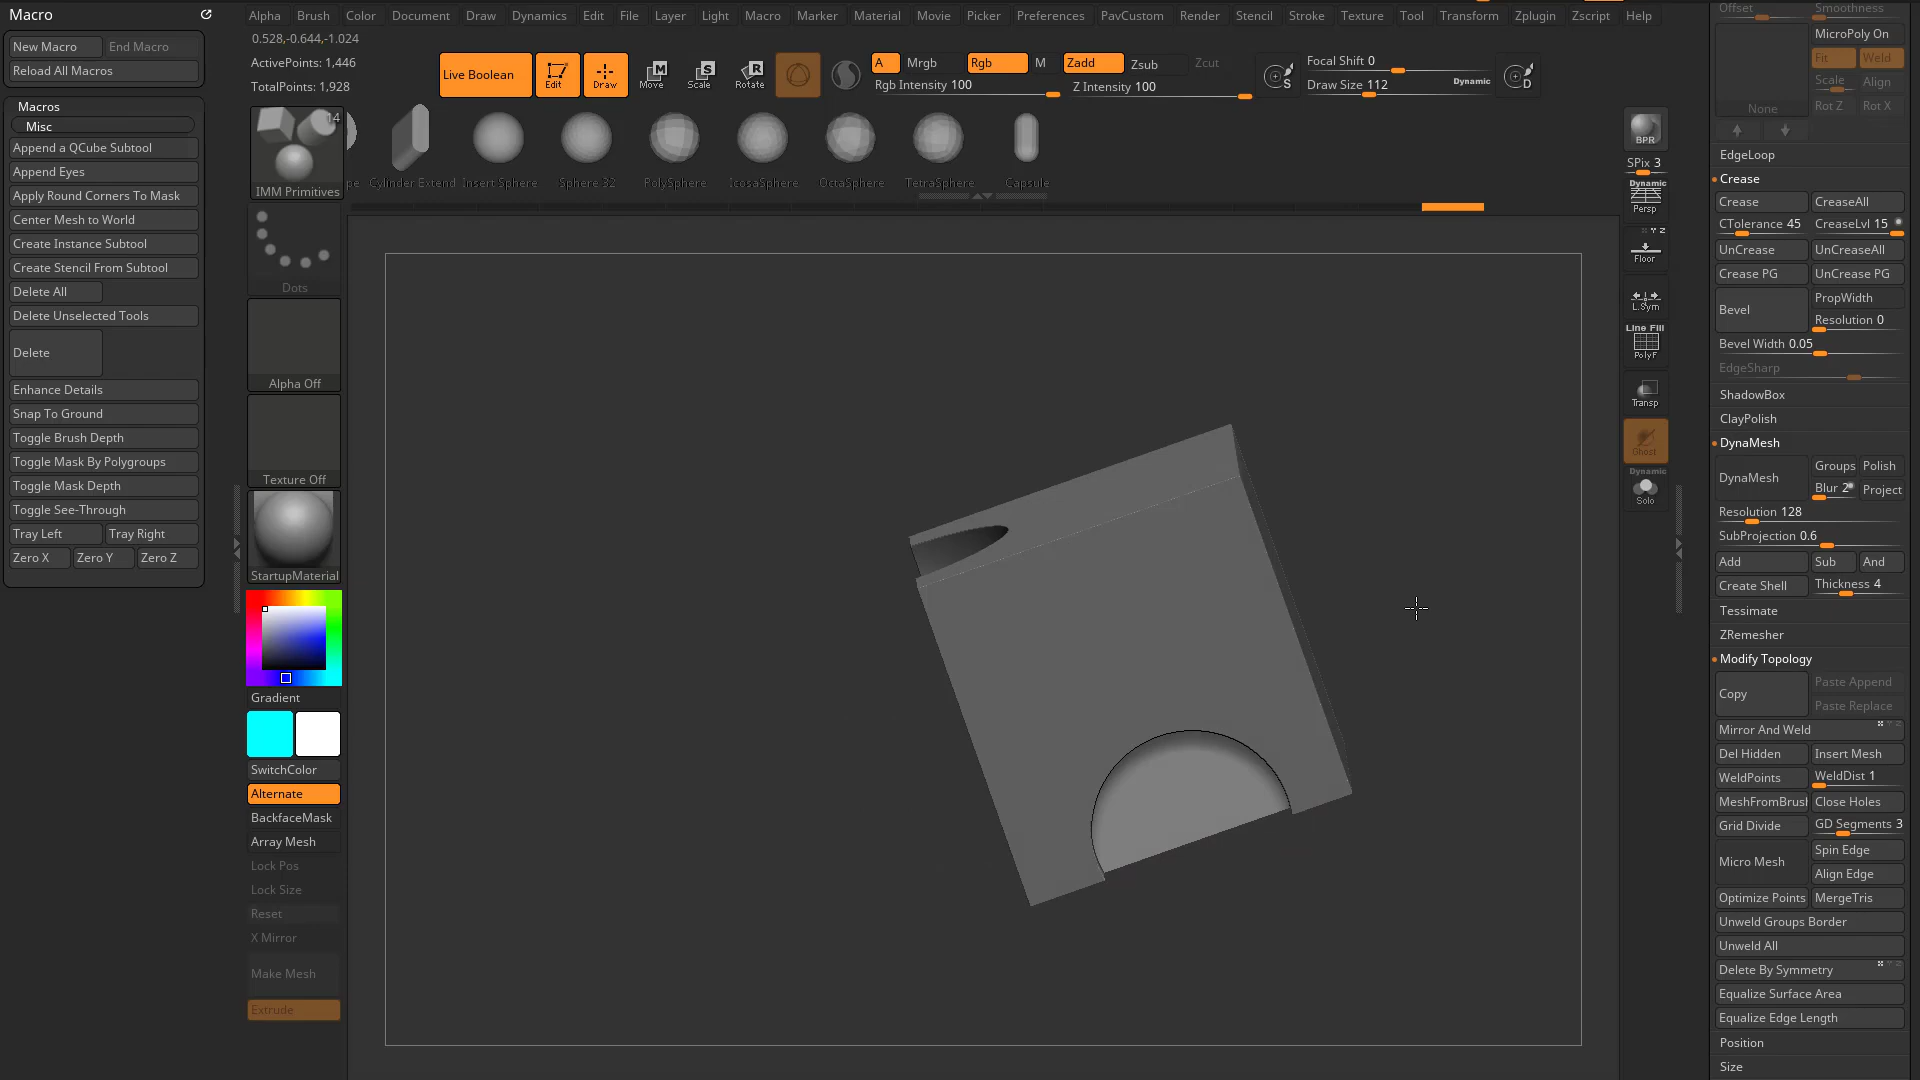 Macro
New Macro
End Macro
Reload All Macros
Macros
Misc
Append a QCube Subtool
Append Eyes
Apply Round Corners To Mask
Center Mesh to World
Create Instance Subtool
Create Stencil From Subtool
Delete All
Delete Unselected Tools
Delete
Enhance Details
Snap To Ground
Toggle Brush Depth
Toggle Mask By Polygroups
Toggle Mask Depth
Toggle See-Through
Tray Left
Tray Right
Zero X
Zero Y
Zero Z
Alpha
Brush
Color
Document
Draw
Dynamics
Edit
File
Layer
Light
Macro
Marker
Material
Movie
Picker
Preferences
PavCustom
Render
Stencil
Stroke
Texture
Tool
Transform
Zplugin
Zscript
Help
0.528,-0.644,-1.024
ActivePoints: 1,446
TotalPoints: 1,928
Live Boolean
Edit
Draw
Move
Scale
Rotate
A
Mrgb
Rgb
M
Zadd
Zsub
Zcut
Rgb Intensity 100
Z Intensity 100
S
Focal Shift 0
Draw Size 112
Dynamic
D
14
IMM Primitives
pe
Cylinder Extend
Insert Sphere
Sphere 32
PolySphere
IcosaSphere
OctaSphere
TetraSphere
Capsule
Dots
Alpha Off
Texture Off
StartupMaterial
Gradient
SwitchColor
Alternate
BackfaceMask
Array Mesh
Lock Pos
Lock Size
Reset
X Mirror
Make Mesh
Extrude
BPR
SPix 3
Dynamic
Persp
Floor
L.Sym
Line Fill
PolyF
Transp
Ghost
Dynamic
Solo
Offset
Smoothness
MicroPoly On
Fit
Weld
Scale
Align
None
Rot Z
Rot X
EdgeLoop
Crease
Crease
CreaseAll
CTolerance 45
CreaseLvl 15
UnCrease
UnCreaseAll
Crease PG
UnCrease PG
Bevel
PropWidth
Resolution 0
Bevel Width 0.05
EdgeSharp
ShadowBox
ClayPolish
DynaMesh
DynaMesh
Groups
Polish
Blur 2
Project
Resolution 128
SubProjection 0.6
Add
Sub
And
Create Shell
Thickness 4
Tessimate
ZRemesher
Modify Topology
Copy
Paste Append
Paste Replace
Mirror And Weld
Del Hidden
Insert Mesh
WeldPoints
WeldDist 1
MeshFromBrush
Close Holes
Grid Divide
GD Segments 3
Micro Mesh
Spin Edge
Align Edge
Optimize Points
MergeTris
Unweld Groups Border
Unweld All
Delete By Symmetry
Equalize Surface Area
Equalize Edge Length
Position
Size